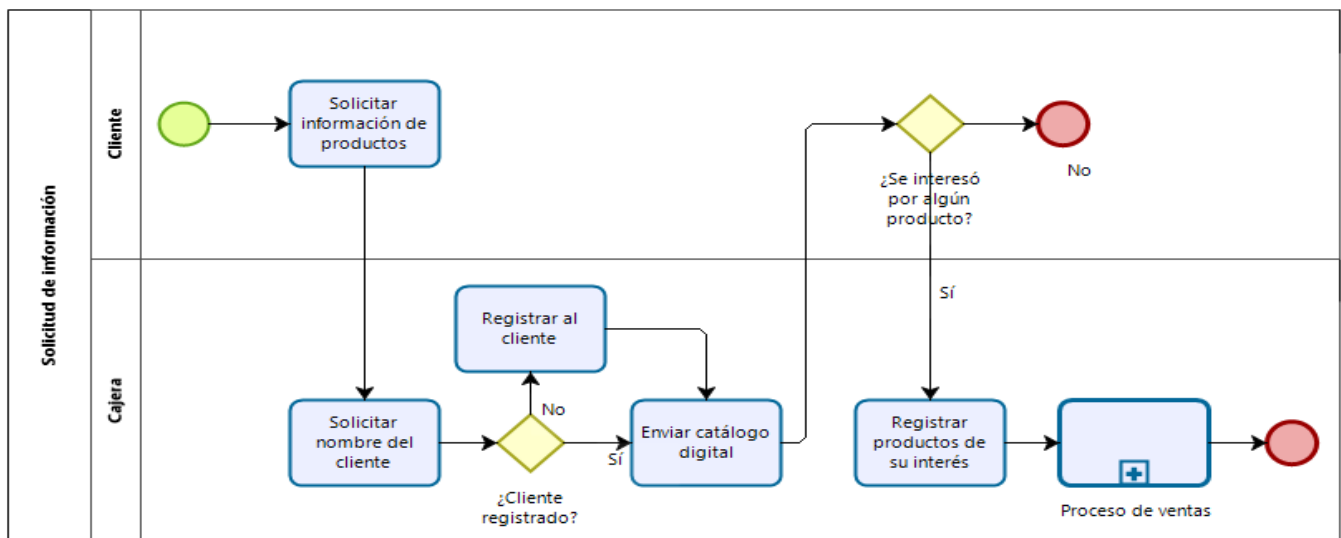 Solicitud de información
Cliente
Solicitar
información de
productos
¿Se interesó
por algún
producto?
No
Cajera
Sí
Registrar al
cliente
Solicitar
nombre del
cliente
No
Sí
¿Cliente
registrado?
Enviar catálogo
digital
Registrar
productos de
su interés
Proceso de ventas